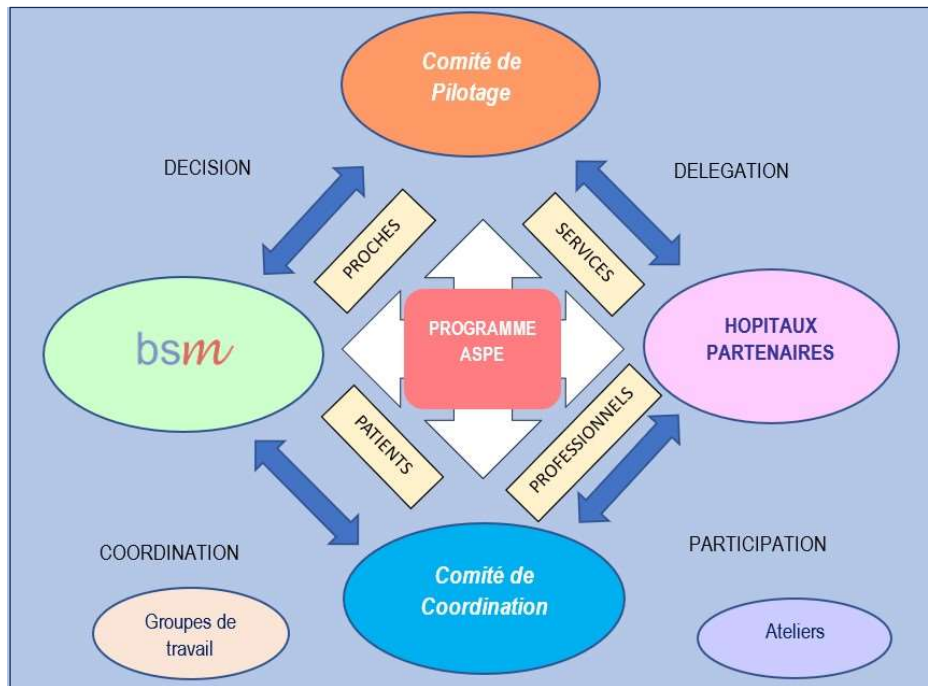 Comité de
Pilotage
DECISION
DELEGATION
PROCHES
SERVICES
bsm
PROGRAMME
ASPE
HOPITAUX
PARTENAIRES
PATIENTS
PROFESSIONNELS
COORDINATION
PARTICIPATION
Comité de
Coordination
Groupes de
travail
Ateliers